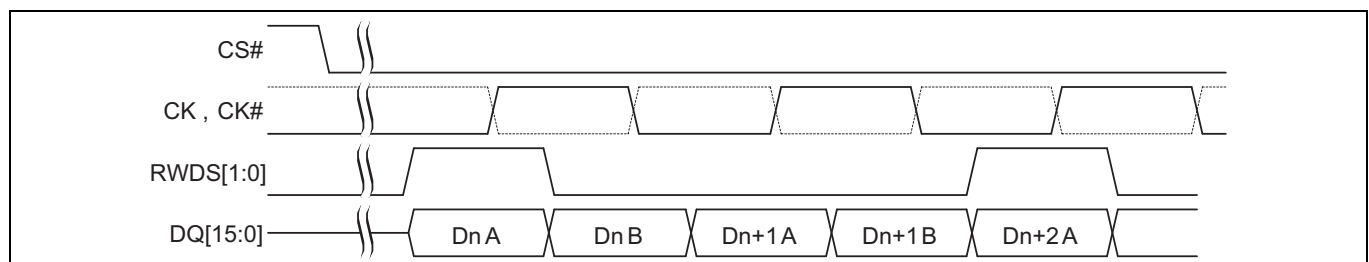 CS#
CK , CK#
RWDS[1:0]
DQ[15:0]
Dn A
Dn B
Dn+1 A
Dn+1 B
Dn+2 A